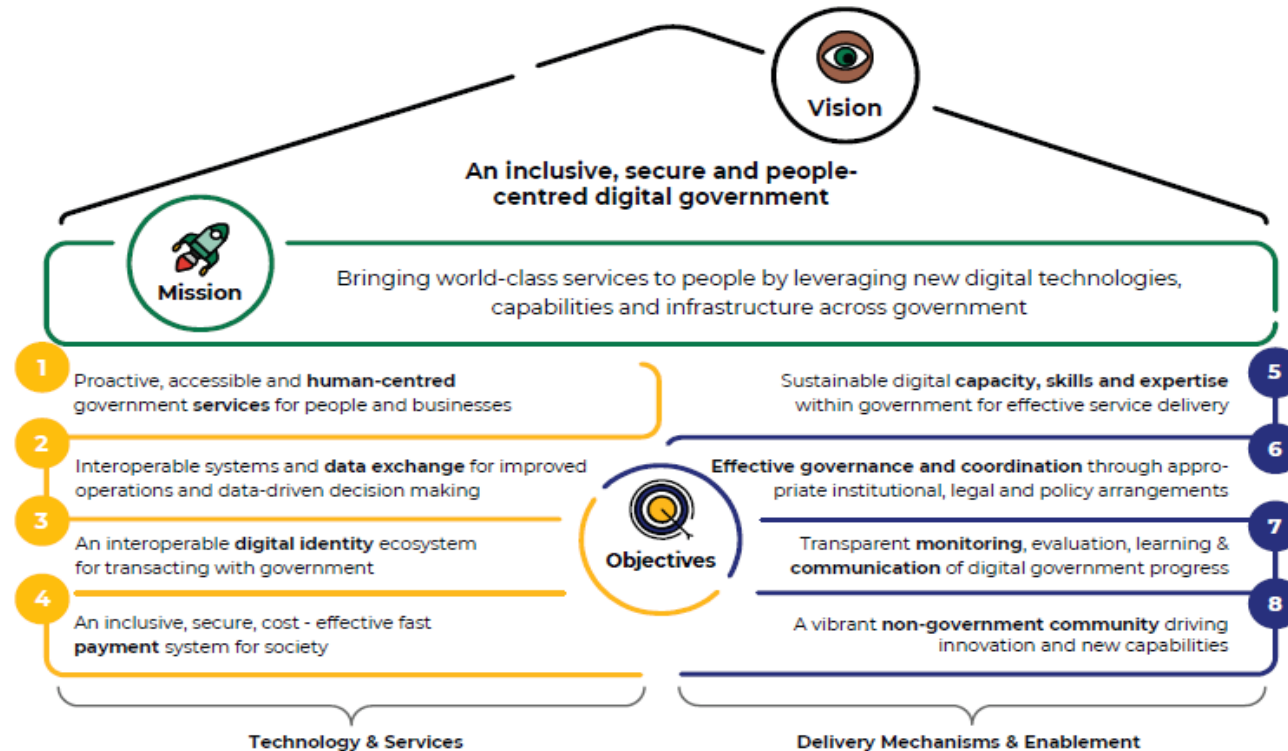 Vision
An inclusive, secure and people-
centred digital government
Mission
Bringing world-class services to people by leveraging new digital technologies,
capabilities and infrastructure across government
1
Proactive, accessible and human-centred
government services for people and businesses
2
Interoperable systems and data exchange for improved
operations and data-driven decision making
3
An interoperable digital identity ecosystem
for transacting with government
4
An inclusive, secure, cost - effective fast
payment system for society
Objectives
5
Sustainable digital capacity, skills and expertise
within government for effective service delivery
6
Effective governance and coordination through appro-
priate institutional, legal and policy arrangements
7
Transparent monitoring, evaluation, learning &
communication of digital government progress
8
A vibrant non-government community driving
innovation and new capabilities
Technology & Services
Delivery Mechanisms & Enablement